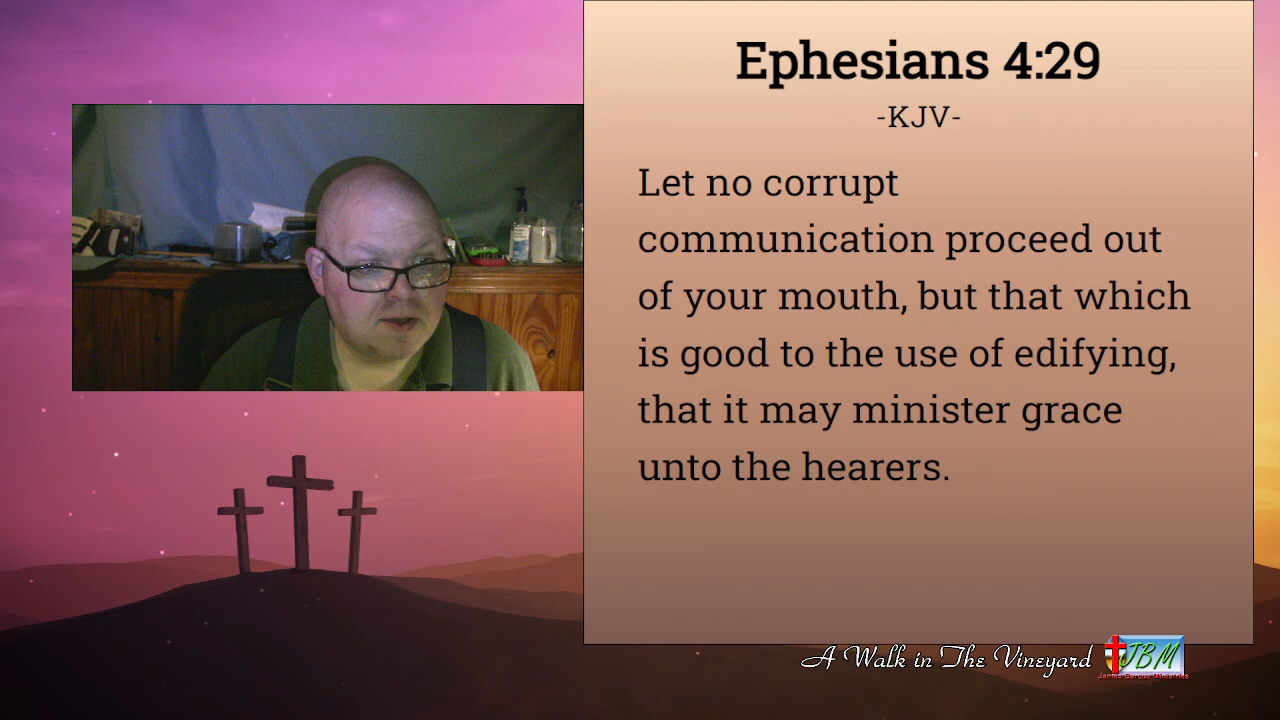 Ephesians 4:29
-KJV-
Let no corrupt
communication proceed out
of your mouth, but that which
is good to the use of edifying,
that it may minister grace
unto the hearers.
A Walk in The Vineyard
JBM